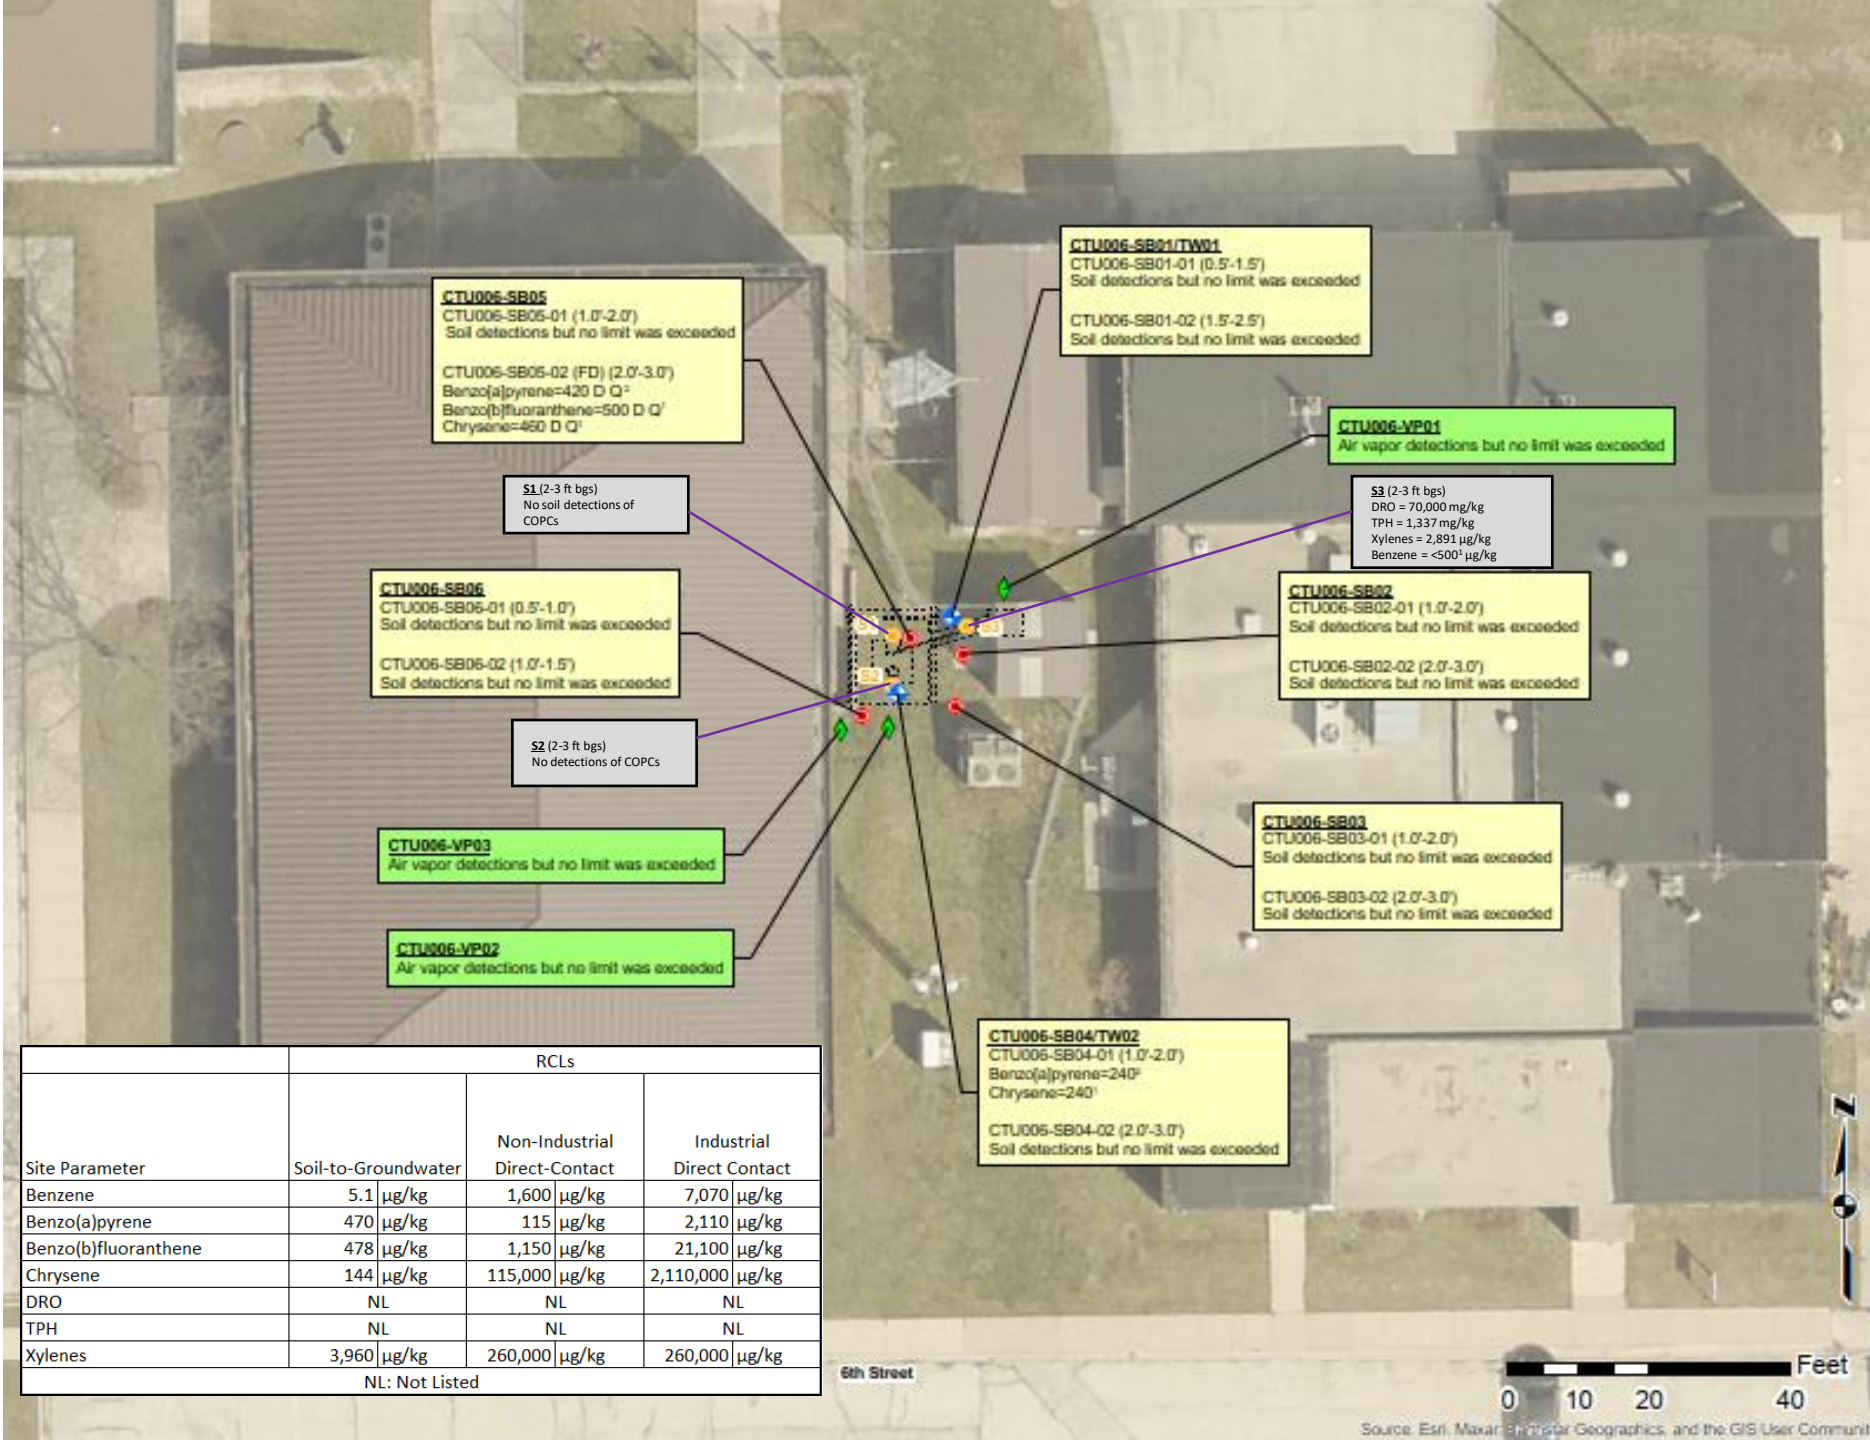 CTU006-SB01/TW01
CTU006-SB01-01 (0.5'-1.5')
Soil detections but no limit was exceeded
CTU006-SB01-02 (1.5'-2.5')
Soil detections but no limit was exceeded
CTU006-SB05
CTU006-SB05-01 (1.0'-2.0')
Soil detections but no limit was exceeded
CTU006-SB05-02 (FD) (2.0'-3.0')
Benzo[a]pyrene=420 D Q²
Benzo[b]fluoranthene=500 D Q¹
Chrysene=460 D Q¹
CTU006-VP01
Air vapor detections but no limit was exceeded
S1 (2-3 ft bgs)
No soil detections of
COPCs
S3 (2-3 ft bgs)
DRO = 70,000 mg/kg
TPH = 1,337 mg/kg
Xylenes = 2,891 µg/kg
Benzene = <500¹ µg/kg
CTU006-SB06
CTU006-SB06-01 (0.5'-1.0')
Soil detections but no limit was exceeded
CTU006-SB06-02 (1.0'-1.5')
Soil detections but no limit was exceeded
CTU006-SB02
CTU006-SB02-01 (1.0'-2.0')
Soil detections but no limit was exceeded
CTU006-SB02-02 (2.0'-3.0')
Soil detections but no limit was exceeded
S3
S2
S2 (2-3 ft bgs)
No detections of COPCs
CTU006-VP03
Air vapor detections but no limit was exceeded
CTU006-SB03
CTU006-SB03-01 (1.0'-2.0')
Soil detections but no limit was exceeded
CTU006-SB03-02 (2.0'-3.0')
Soil detections but no limit was exceeded
CTU006-VP02
Air vapor detections but no limit was exceeded
CTU006-SB04/TW02
CTU006-SB04-01 (1.0'-2.0')
Benzo[a]pyrene=240²
Chrysene=240¹
CTU006-SB04-02 (2.0'-3.0')
Soil detections but no limit was exceeded
RCLs
Site Parameter Soil-to-Groundwater Non-Industrial Direct-Contact Industrial Direct Contact
Benzene 5.1 µg/kg 1,600 µg/kg 7,070 µg/kg
Benzo(a)pyrene 470 µg/kg 115 µg/kg 2,110 µg/kg
Benzo(b)fluoranthene 478 µg/kg 1,150 µg/kg 21,100 µg/kg
Chrysene 144 µg/kg 115,000 µg/kg 2,110,000 µg/kg
DRO NL NL NL
TPH NL NL NL
Xylenes 3,960 µg/kg 260,000 µg/kg 260,000 µg/kg
NL: Not Listed
6th Street
Z
Feet
0 10 20 40
Source: Esri, Maxar, Geographics, and the GIS User Communi